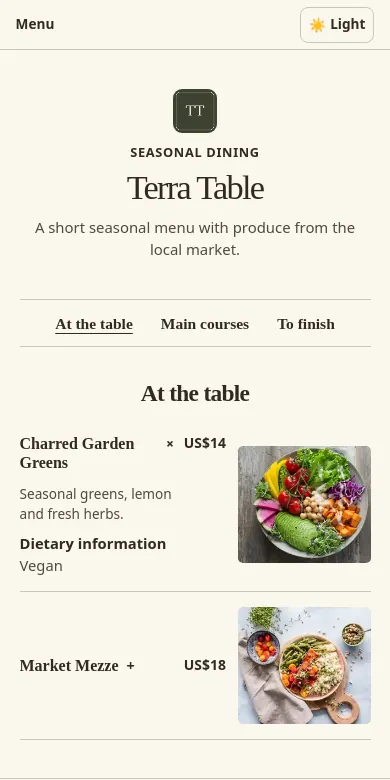 Menu
☀️ Light
TT
SEASONAL DINING
Terra Table
A short seasonal menu with produce from the
local market.
At the table Main courses To finish
At the table
Charred Garden × US$14
Greens
Seasonal greens, lemon
and fresh herbs.
Dietary information
Vegan
Market Mezze + US$18